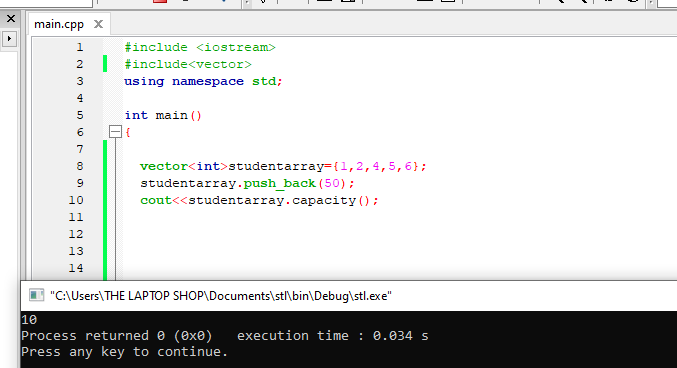 main.cpp X
1 #include <iostream>
2 #include<vector>
3 using namespace std;
4
5 int main()
6 {
7
8 vector<int>studentarray={1,2,4,5,6};
9 studentarray.push_back(50);
10 cout<<studentarray.capacity();
11
12
13
14
"C:\Users\THE LAPTOP SHOP\Documents\stl\bin\Debug\stl.exe"
10
Process returned 0 (0x0)   execution time : 0.034 s
Press any key to continue.